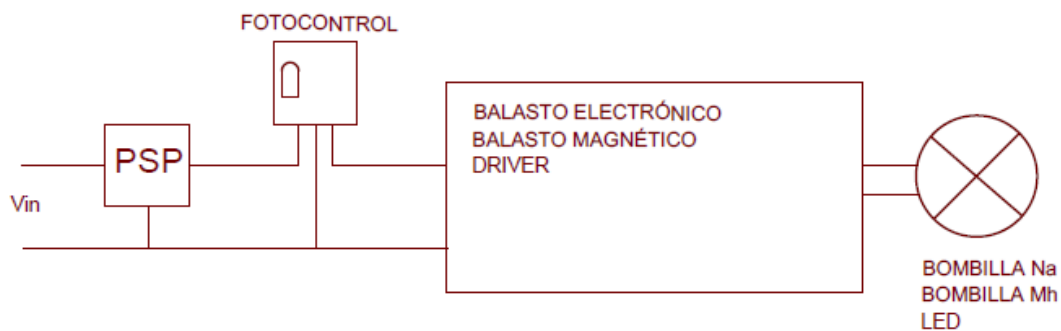 FOTOCONTROL
PSP
Vin
BALASTO ELECTRÓNICO
BALASTO MAGNÉTICO
DRIVER
BOMBILLA Na
BOMBILLA Mh
LED